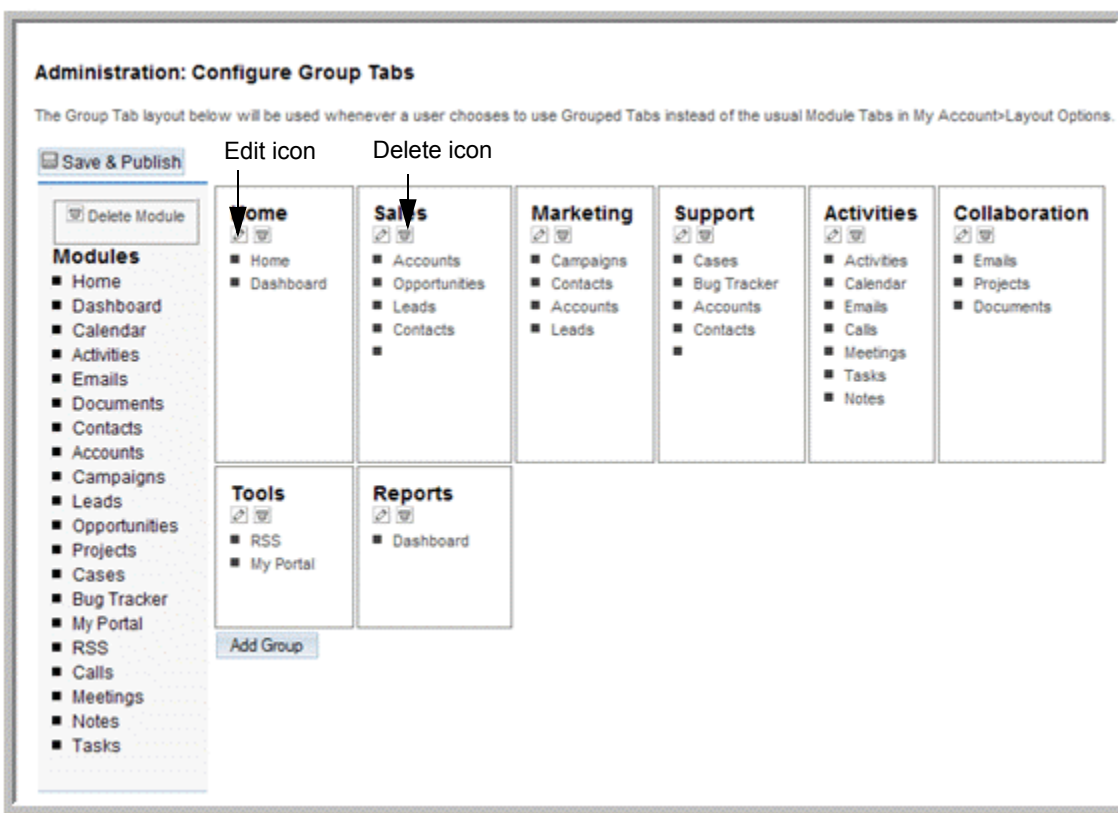 Administration: Configure Group Tabs
The Group Tab layout below will be used whenever a user chooses to use Grouped Tabs instead of the usual Module Tabs in My Account>Layout Options.
Save & Publish
Edit icon
Delete icon
Delete Module
Modules
Home
Dashboard
Calendar
Activities
Emails
Documents
Contacts
Accounts
Campaigns
Leads
Opportunities
Projects
Cases
Bug Tracker
My Portal
RSS
Calls
Meetings
Notes
Tasks
Home
Home
Dashboard
Sales
Accounts
Opportunities
Leads
Contacts
Marketing
Campaigns
Contacts
Accounts
Leads
Support
Cases
Bug Tracker
Accounts
Contacts
Activities
Activities
Calendar
Emails
Calls
Meetings
Tasks
Notes
Collaboration
Emails
Projects
Documents
Tools
RSS
My Portal
Reports
Dashboard
Add Group